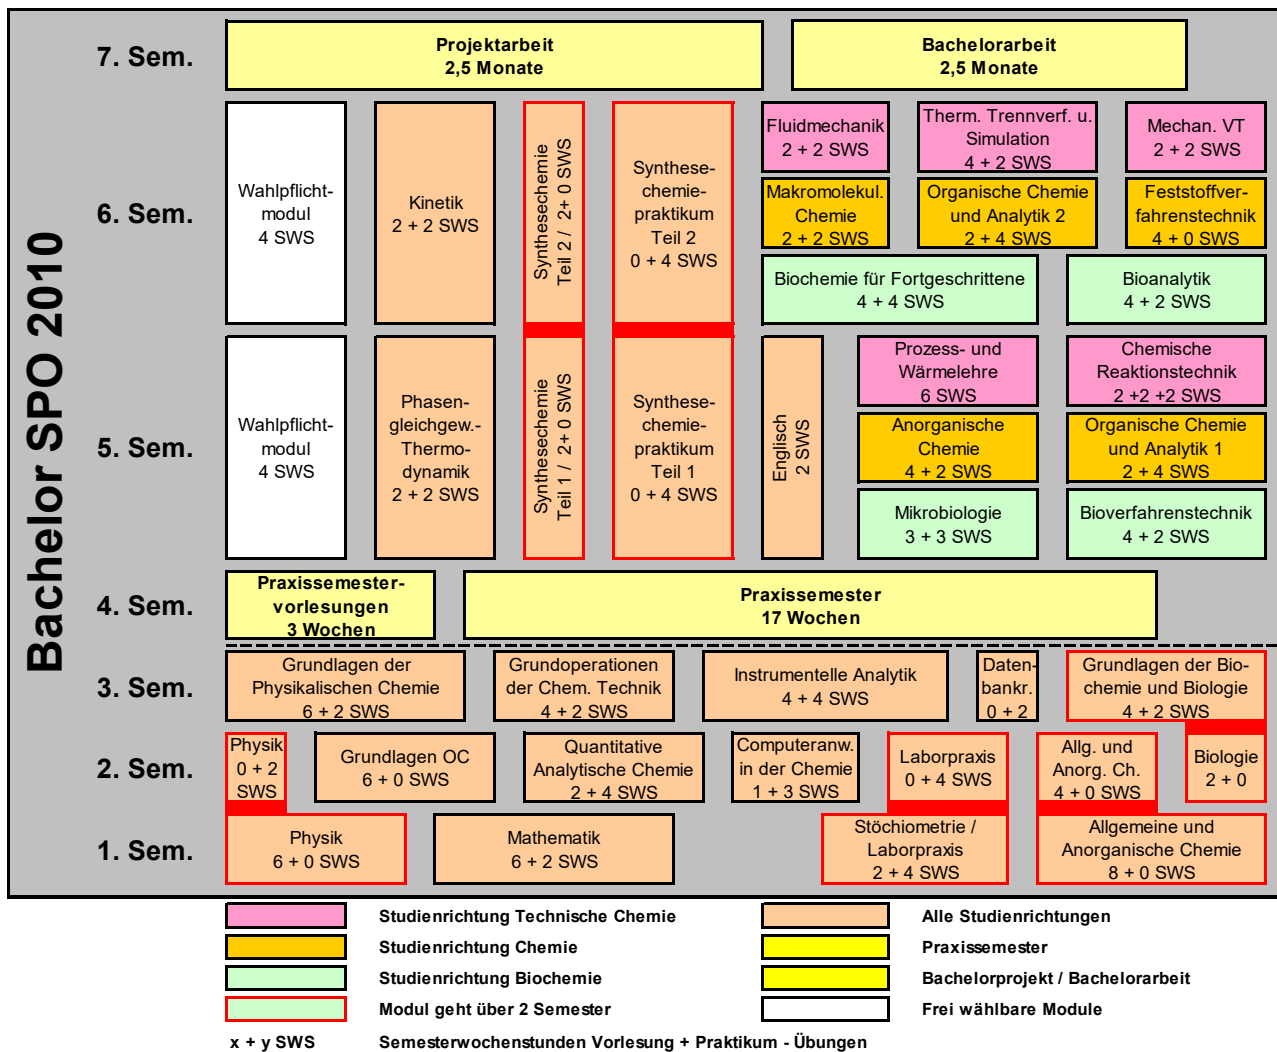 Bachelor SPO 2010
7. Sem.
Projektarbeit
2,5 Monate
Bachelorarbeit
2,5 Monate
6. Sem.
Wahlpflicht-
modul
4 SWS
Kinetik
2 + 2 SWS
Synthesechemie
Teil 2 / 2+ 0 SWS
Synthese-
chemie-
praktikum
Teil 2
0 + 4 SWS
Fluidmechanik
2 + 2 SWS
Therm. Trennverf. u.
Simulation
4 + 2 SWS
Mechan. VT
2 + 2 SWS
Makromolekul.
Chemie
2 + 2 SWS
Organische Chemie
und Analytik 2
2 + 4 SWS
Feststoffver-
fahrenstechnik
4 + 0 SWS
Biochemie für Fortgeschrittene
4 + 4 SWS
Bioanalytik
4 + 2 SWS
5. Sem.
Wahlpflicht-
modul
4 SWS
Phasen-
gleichgew.-
Thermo-
dynamik
2 + 2 SWS
Synthesechemie
Teil 1 / 2+ 0 SWS
Synthese-
chemie-
praktikum
Teil 1
0 + 4 SWS
Englisch
2 SWS
Prozess- und
Wärmelehre
6 SWS
Chemische
Reaktionstechnik
2 +2 +2 SWS
Anorganische
Chemie
4 + 2 SWS
Organische Chemie
und Analytik 1
2 + 4 SWS
Mikrobiologie
3 + 3 SWS
Bioverfahrenstechnik
4 + 2 SWS
4. Sem.
Praxissemester-
vorlesungen
3 Wochen
Praxissemester
17 Wochen
3. Sem.
Grundlagen der
Physikalischen Chemie
6 + 2 SWS
Grundoperationen
der Chem. Technik
4 + 2 SWS
Instrumentelle Analytik
4 + 4 SWS
Daten-
bankr.
0 + 2
Grundlagen der Bio-
chemie und Biologie
4 + 2 SWS
2. Sem.
Physik
0 + 2
SWS
Grundlagen OC
6 + 0 SWS
Quantitative
Analytische Chemie
2 + 4 SWS
Computeranw.
in der Chemie
1 + 3 SWS
Laborpraxis
0 + 4 SWS
Allg. und
Anorg. Ch.
4 + 0 SWS
Biologie
2 + 0
1. Sem.
Physik
6 + 0 SWS
Mathematik
6 + 2 SWS
Stöchiometrie /
Laborpraxis
2 + 4 SWS
Allgemeine und
Anorganische Chemie
8 + 0 SWS
Studienrichtung Technische Chemie
Alle Studienrichtungen
Studienrichtung Chemie
Praxissemester
Studienrichtung Biochemie
Bachelorprojekt / Bachelorarbeit
Modul geht über 2 Semester
Frei wählbare Module
x + y SWS
Semesterwochenstunden Vorlesung + Praktikum - Übungen